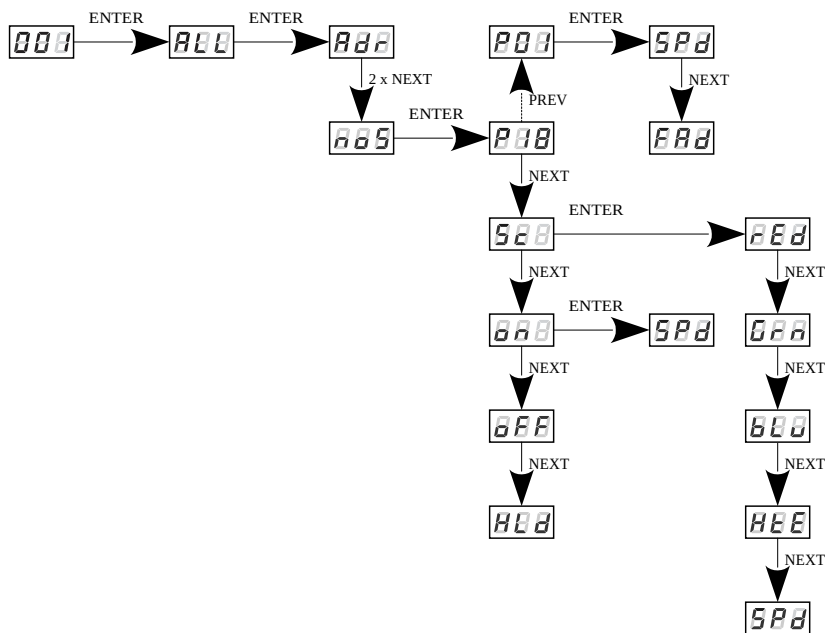 001 ENTER ALL ENTER Adr P01 ENTER SPd
2 x NEXT PREV NEXT
noS ENTER P18 FAd
NEXT
Sc ENTER rEd
NEXT NEXT
on ENTER SPd Grn
NEXT NEXT
oFF bLu
NEXT NEXT
HLd HtE
NEXT
SPd